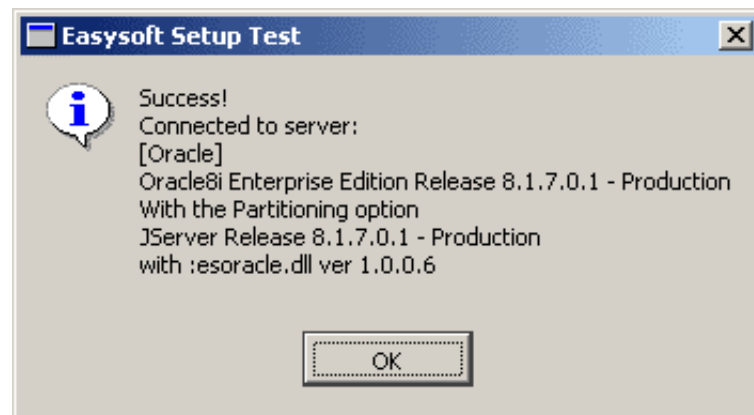 Easysoft Setup Test
Success!
Connected to server:
[Oracle]
Oracle8i Enterprise Edition Release 8.1.7.0.1 - Production
With the Partitioning option
JServer Release 8.1.7.0.1 - Production
with :esoracle.dll ver 1.0.0.6
OK